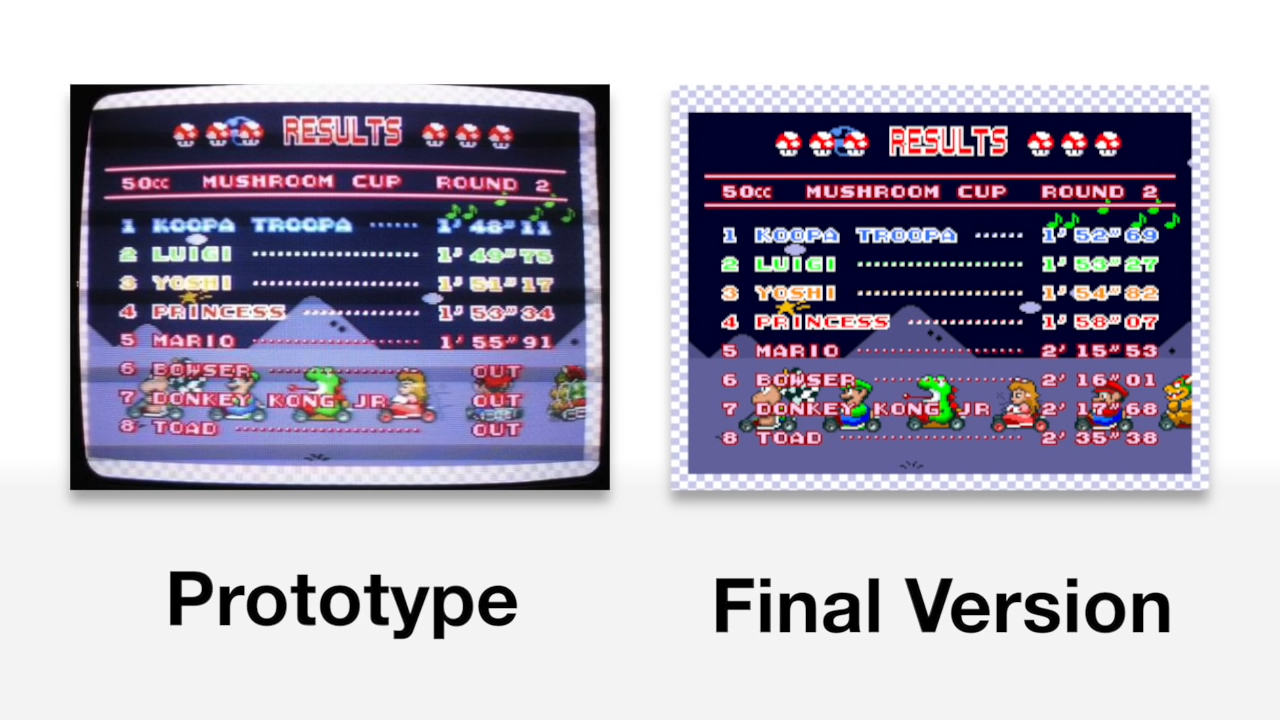 RESULTS
50cc MUSHROOM CUP ROUND 2
1 KOOPA TROOPA ...... 1' 48" 11
2 LUIGI .................... 1' 49" 75
3 YOSHI .................... 1' 51" 17
4 PRINCESS .............. 1' 53" 34
5 MARIO .................... 1' 55" 91
6 BOWSER .................. OUT
7 DONKEY KONG JR OUT
8 TOAD ...................... OUT
Prototype
RESULTS
50cc MUSHROOM CUP ROUND 2
1 KOOPA TROOPA ...... 1' 52" 69
2 LUIGI .................... 1' 53" 27
3 YOSHI .................... 1' 54" 82
4 PRINCESS .............. 1' 58" 07
5 MARIO .................... 2' 15" 53
6 BOWSER .................. 2' 16" 01
7 DONKEY KONG JR 2' 17" 68
8 TOAD ...................... 2' 35" 38
Final Version